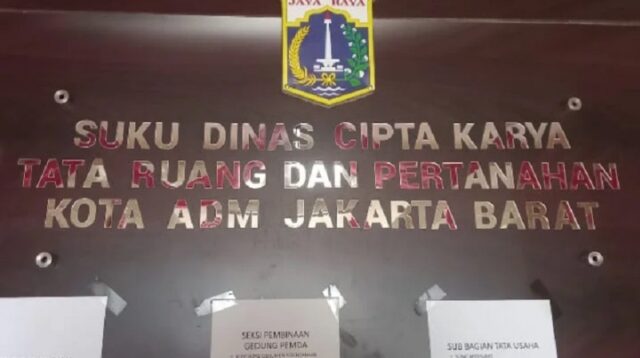 JAYA RAYA
SUKU DINAS CIPTA KARYA
TATA RUANG DAN PERTANAHAN
KOTA ADM JAKARTA BARAT
SEKSI PEMBINAAN
GEDUNG PEMDA
SUB BAGIAN TATA USAHA